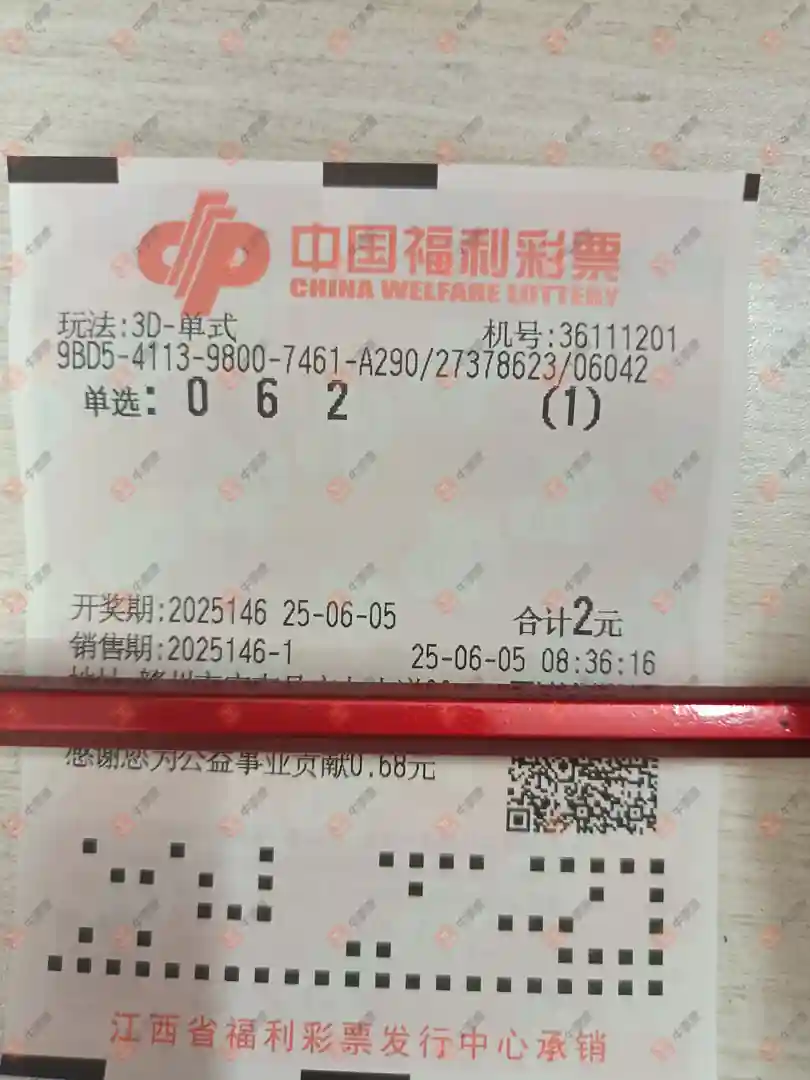 中国福利彩票
CHINA WELFARE LOTTERY
玩法:3D-单式 机号:36111201
9BD5-4113-9800-7461-A290/27378623/06042
单选: 0 6 2 (1)
开奖期:2025146 25-06-05 合计2元
销售期:2025146-1 25-06-05 08:36:16
感谢您为公益事业贡献0.68元
江西省福利彩票发行中心承销